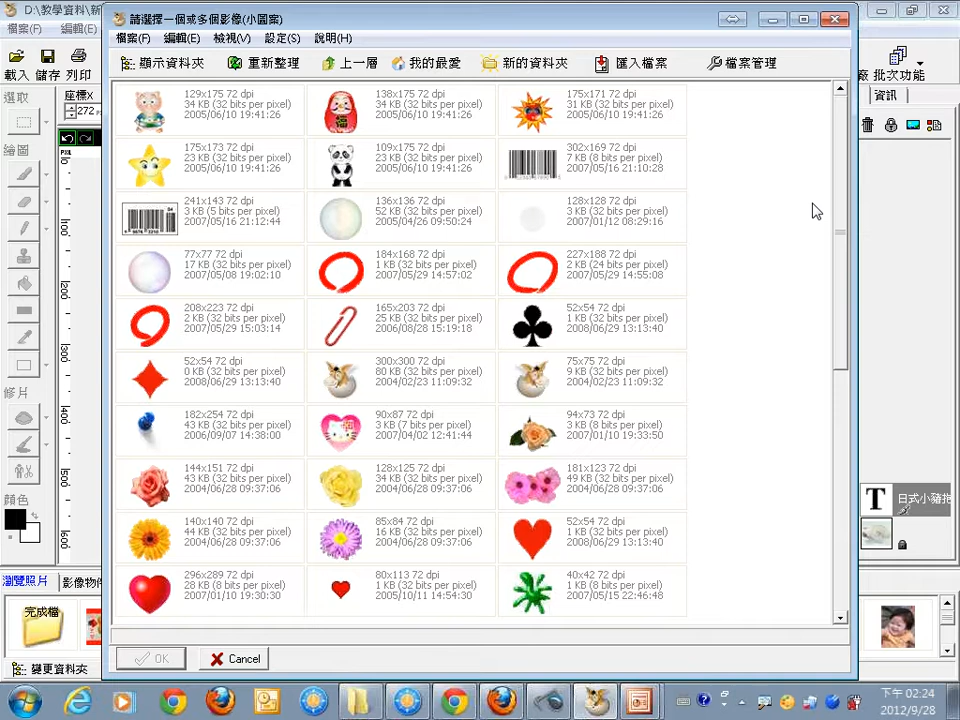 D:\教學資料\新
請選擇一個或多個影像(小圖案)
檔案(F) 編輯(E)
檔案(F) 編輯(E) 檢視(V) 設定(S) 說明(H)
載入 儲存 列印
顯示資料夾 重新整理 上一層 我的最愛 新的資料夾 匯入檔案 檔案管理
批次功能
選取
座標X
272
資訊
繪圖
修片
顏色
PIXEL
0
100
200
300
400
500
600
129x175 72 dpi
34 KB (32 bits per pixel)
2005/06/10 19:41:26
138x175 72 dpi
34 KB (32 bits per pixel)
2005/06/10 19:41:26
175x171 72 dpi
31 KB (32 bits per pixel)
2005/06/10 19:41:26
175x173 72 dpi
23 KB (32 bits per pixel)
2005/06/10 19:41:26
109x175 72 dpi
23 KB (32 bits per pixel)
2005/06/10 19:41:26
302x169 72 dpi
7 KB (8 bits per pixel)
2007/05/16 21:10:28
241x143 72 dpi
3 KB (5 bits per pixel)
2007/05/16 21:12:44
136x136 72 dpi
52 KB (32 bits per pixel)
2005/04/26 09:50:24
128x128 72 dpi
3 KB (32 bits per pixel)
2007/01/12 08:29:16
77x77 72 dpi
17 KB (32 bits per pixel)
2007/05/08 19:02:10
184x168 72 dpi
1 KB (32 bits per pixel)
2007/05/29 14:57:02
227x188 72 dpi
2 KB (24 bits per pixel)
2007/05/29 14:55:08
208x223 72 dpi
2 KB (32 bits per pixel)
2007/05/29 15:03:14
165x203 72 dpi
25 KB (32 bits per pixel)
2006/08/28 15:19:18
52x54 72 dpi
1 KB (32 bits per pixel)
2008/06/29 13:13:40
52x54 72 dpi
0 KB (32 bits per pixel)
2008/06/29 13:13:40
300x300 72 dpi
80 KB (32 bits per pixel)
2004/02/23 11:09:32
75x75 72 dpi
9 KB (32 bits per pixel)
2004/02/23 11:09:32
182x254 72 dpi
43 KB (32 bits per pixel)
2006/09/07 14:38:00
90x87 72 dpi
3 KB (7 bits per pixel)
2007/04/02 12:41:44
94x73 72 dpi
3 KB (8 bits per pixel)
2007/01/10 19:33:50
144x151 72 dpi
43 KB (32 bits per pixel)
2004/06/28 09:37:06
128x125 72 dpi
34 KB (32 bits per pixel)
2004/06/28 09:37:06
181x123 72 dpi
49 KB (32 bits per pixel)
2004/06/28 09:37:06
140x140 72 dpi
44 KB (32 bits per pixel)
2004/06/28 09:37:06
85x84 72 dpi
16 KB (32 bits per pixel)
2004/06/28 09:37:06
52x54 72 dpi
1 KB (32 bits per pixel)
2008/06/29 13:13:40
296x289 72 dpi
28 KB (8 bits per pixel)
2007/01/10 19:30:30
80x113 72 dpi
1 KB (32 bits per pixel)
2005/10/11 14:54:30
40x42 72 dpi
1 KB (8 bits per pixel)
2007/05/15 22:46:48
T 日式小豬抱
瀏覽照片 影像物件
完成檔
變更資料夾
OK Cancel
下午 02:24
2012/9/28